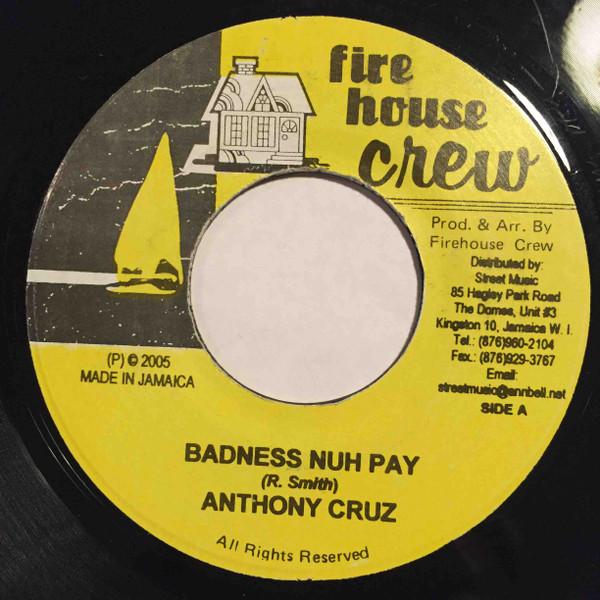 fire
house
crew
Prod. & Arr. By
Firehouse Crew
Distributed by:
Street Music
85 Hagley Park Road
The Domes, Unit #3
Kingston 10, Jamaica W. I.
Tel.: (876)960-2104
Fax.: (876)929-3767
Email:
streetmusic@annbell.net
SIDE A
(P) © 2005
MADE IN JAMAICA
BADNESS NUH PAY
(R. Smith)
ANTHONY CRUZ
All Rights Reserved